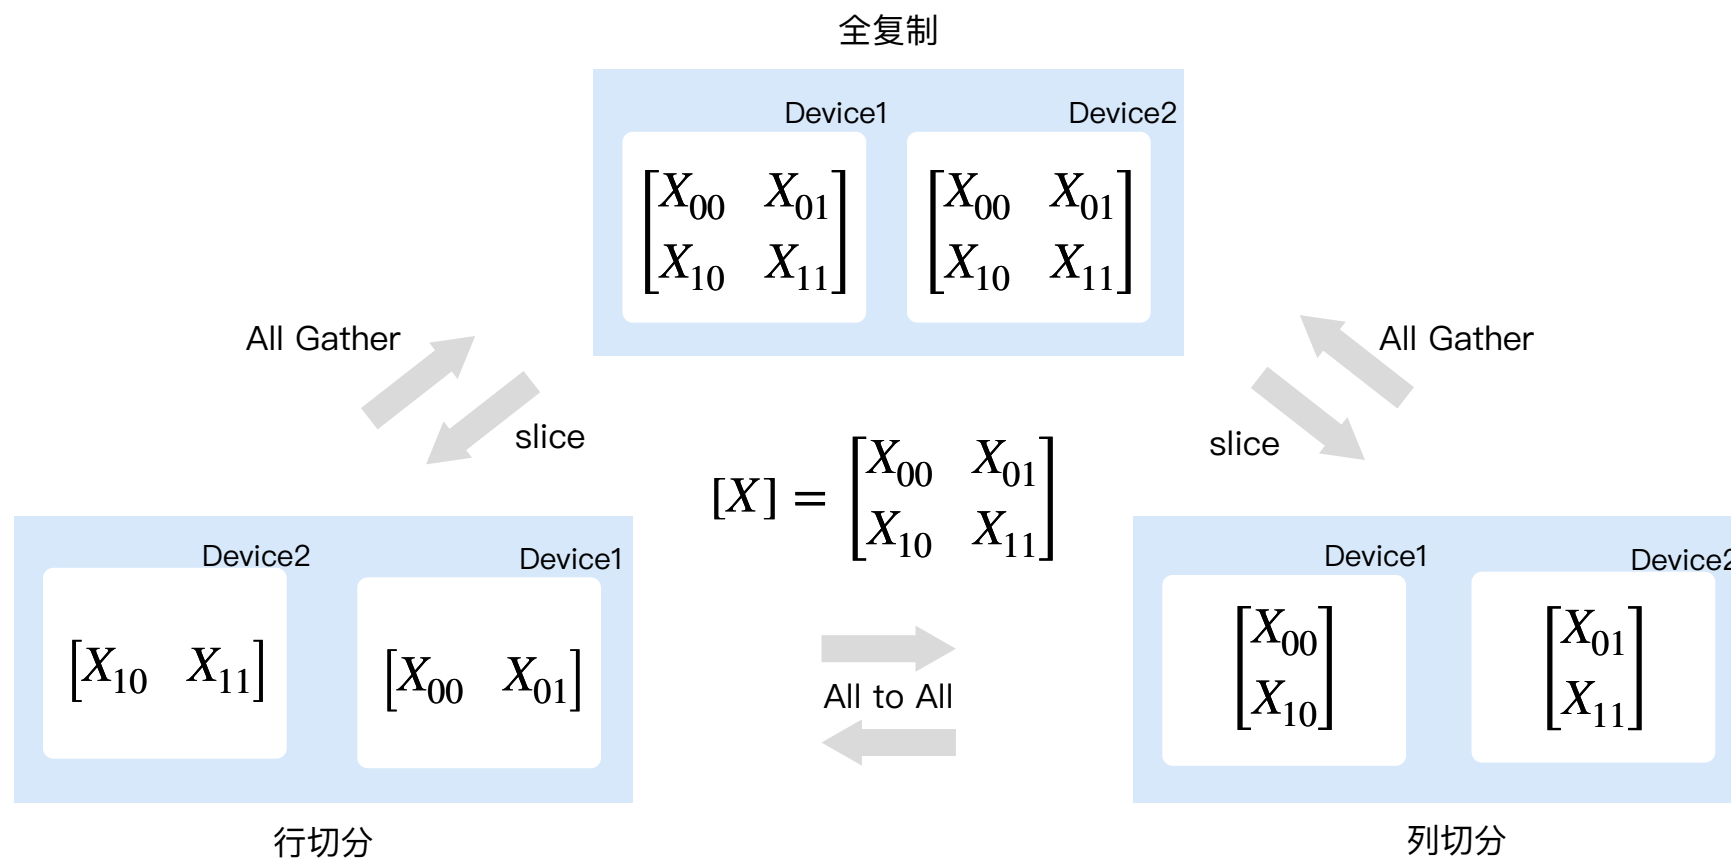 全复制
Device1
Device2
[X₀₀ X₀₁
X₁₀ X₁₁]
[X₀₀ X₀₁
X₁₀ X₁₁]
All Gather
slice
All Gather
slice
[X] = [X₀₀ X₀₁
X₁₀ X₁₁]
Device2
Device1
[X₁₀ X₁₁]
[X₀₀ X₀₁]
All to All
Device1
Device2
[X₀₀
X₁₀]
[X₀₁
X₁₁]
行切分
列切分